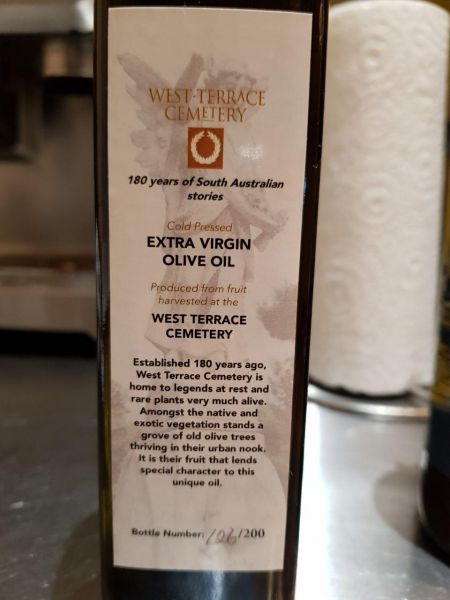 WEST·TERRACE
CEMETERY
180 years of South Australian
stories
Cold Pressed
EXTRA VIRGIN
OLIVE OIL
Produced from fruit
harvested at the
WEST TERRACE
CEMETERY
Established 180 years ago,
West Terrace Cemetery is
home to legends at rest and
rare plants very much alive.
Amongst the native and
exotic vegetation stands a
grove of old olive trees
thriving in their urban nook.
It is their fruit that lends
special character to this
unique oil.
Bottle Number: 126/200